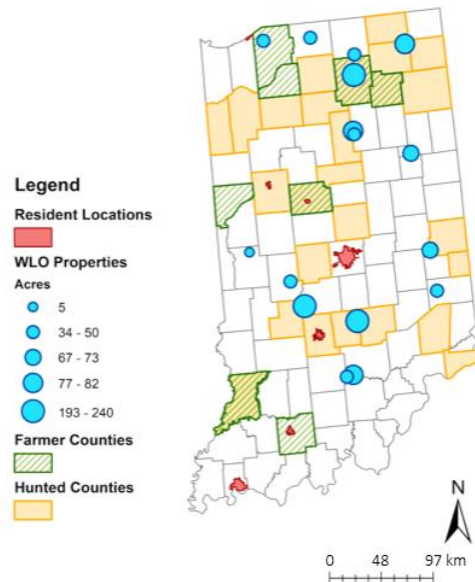 Legend
Resident Locations
WLO Properties
Acres
5
34 - 50
67 - 73
77 - 82
193 - 240
Farmer Counties
Hunted Counties
N
0 48 97 km